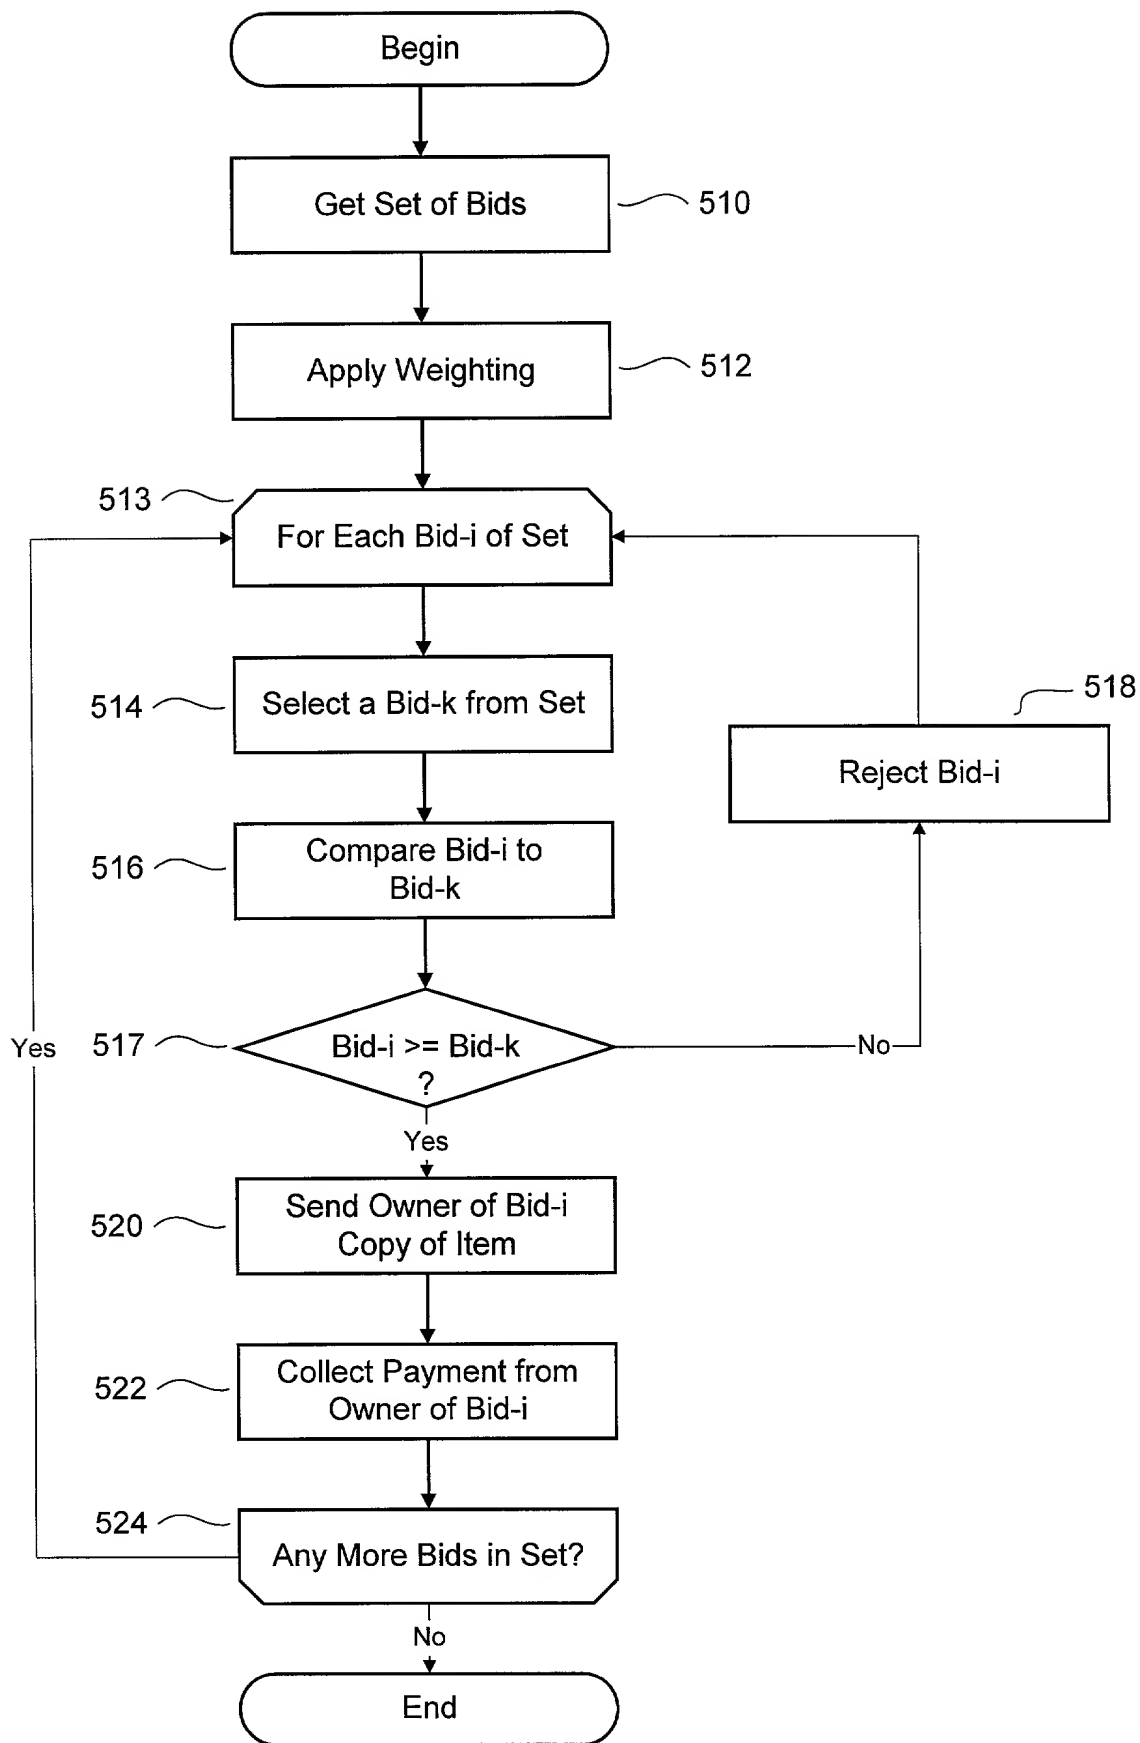 Begin
Get Set of Bids
510
Apply Weighting
512
513
For Each Bid-i of Set
514
Select a Bid-k from Set
518
Reject Bid-i
516
Compare Bid-i to
Bid-k
Yes
517
Bid-i >= Bid-k
?
No
Yes
520
Send Owner of Bid-i
Copy of Item
522
Collect Payment from
Owner of Bid-i
524
Any More Bids in Set?
No
End